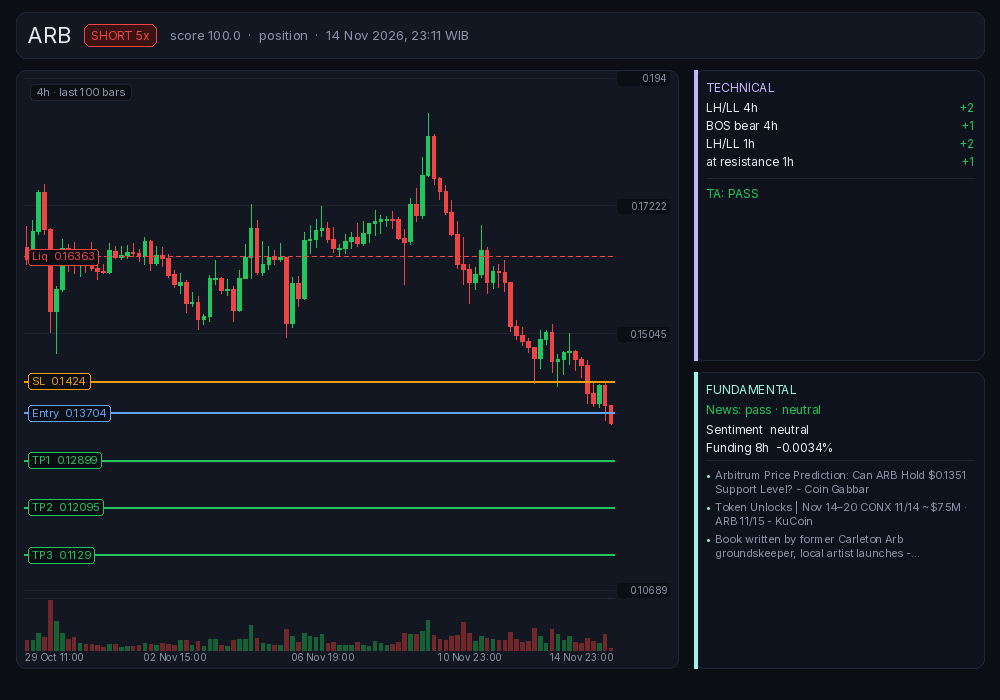 ARB SHORT 5x score 100.0 · position · 14 Nov 2026, 23:11 WIB
4h · last 100 bars
0.194
0.17222
Liq 0.16363
0.15045
SL 0.1424
Entry 0.13704
TP1 0.12899
TP2 0.12095
TP3 0.1129
0.10689
29 Oct 11:00 02 Nov 15:00 06 Nov 19:00 10 Nov 23:00 14 Nov 23:00
TECHNICAL
LH/LL 4h +2
BOS bear 4h +1
LH/LL 1h +2
at resistance 1h +1
TA: PASS
FUNDAMENTAL
News: pass · neutral
Sentiment neutral
Funding 8h -0.0034%
• Arbitrum Price Prediction: Can ARB Hold $0.1351
Support Level? - Coin Gabbar
• Token Unlocks | Nov 14–20 CONX 11/14 ~$7.5M ·
ARB 11/15 - KuCoin
• Book written by former Carleton Arb
groundskeeper, local artist launches -…